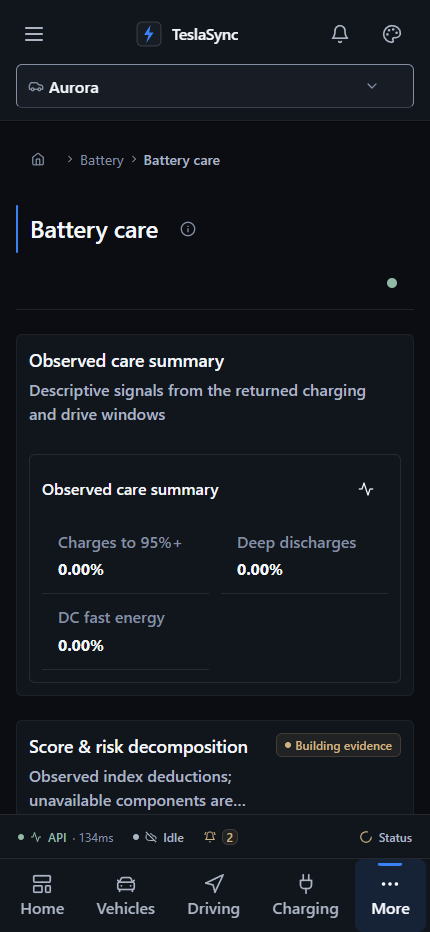 TeslaSync
Aurora
Battery
Battery care
Battery care
Observed care summary
Descriptive signals from the returned charging
and drive windows
Observed care summary
Charges to 95%+
Deep discharges
0.00%
0.00%
DC fast energy
0.00%
Score & risk decomposition
Building evidence
Observed index deductions;
unavailable components are...
API · 134ms
Idle
2
Status
Home
Vehicles
Driving
Charging
More